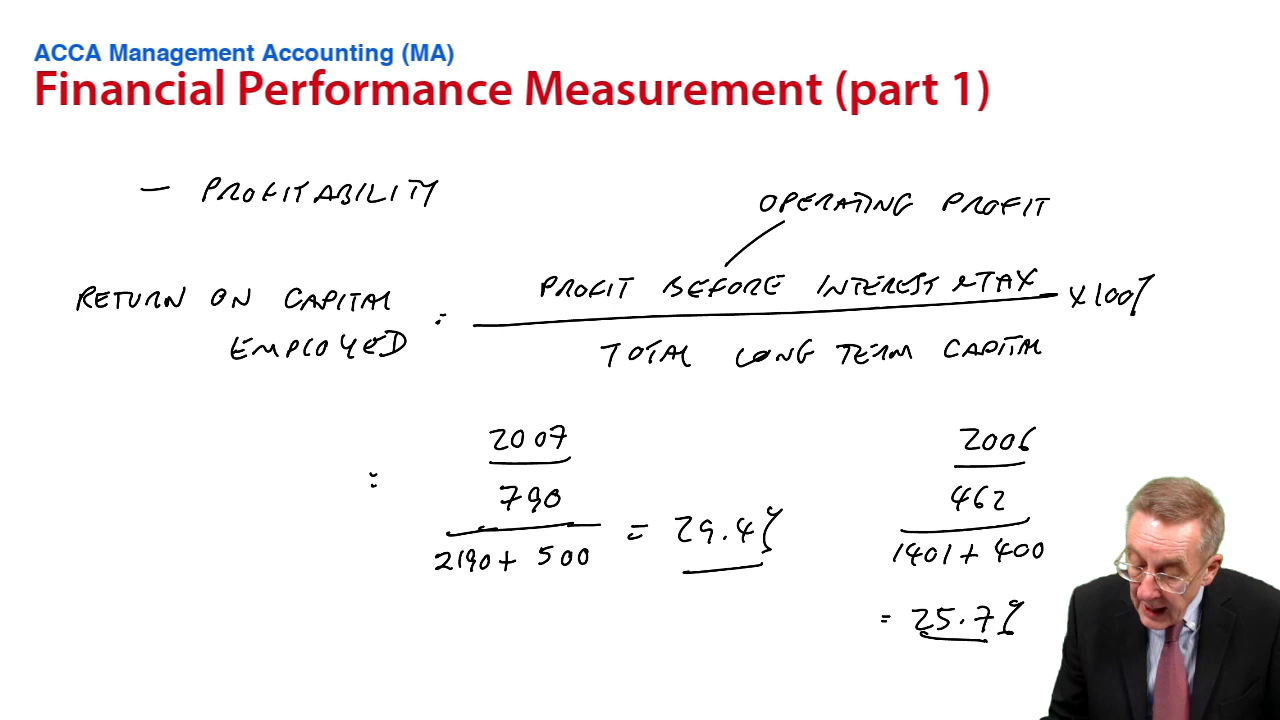 ACCA Management Accounting (MA)
Financial Performance Measurement (part 1)
— PROFITABILITY
OPERATING PROFIT
RETURN ON CAPITAL EMPLOYED = PROFIT BEFORE INTEREST & TAX x100%
TOTAL LONG TERM CAPITAL
2007
2006
= 790
462
2190 + 500 = 29.4%
1401 + 400
= 25.7%